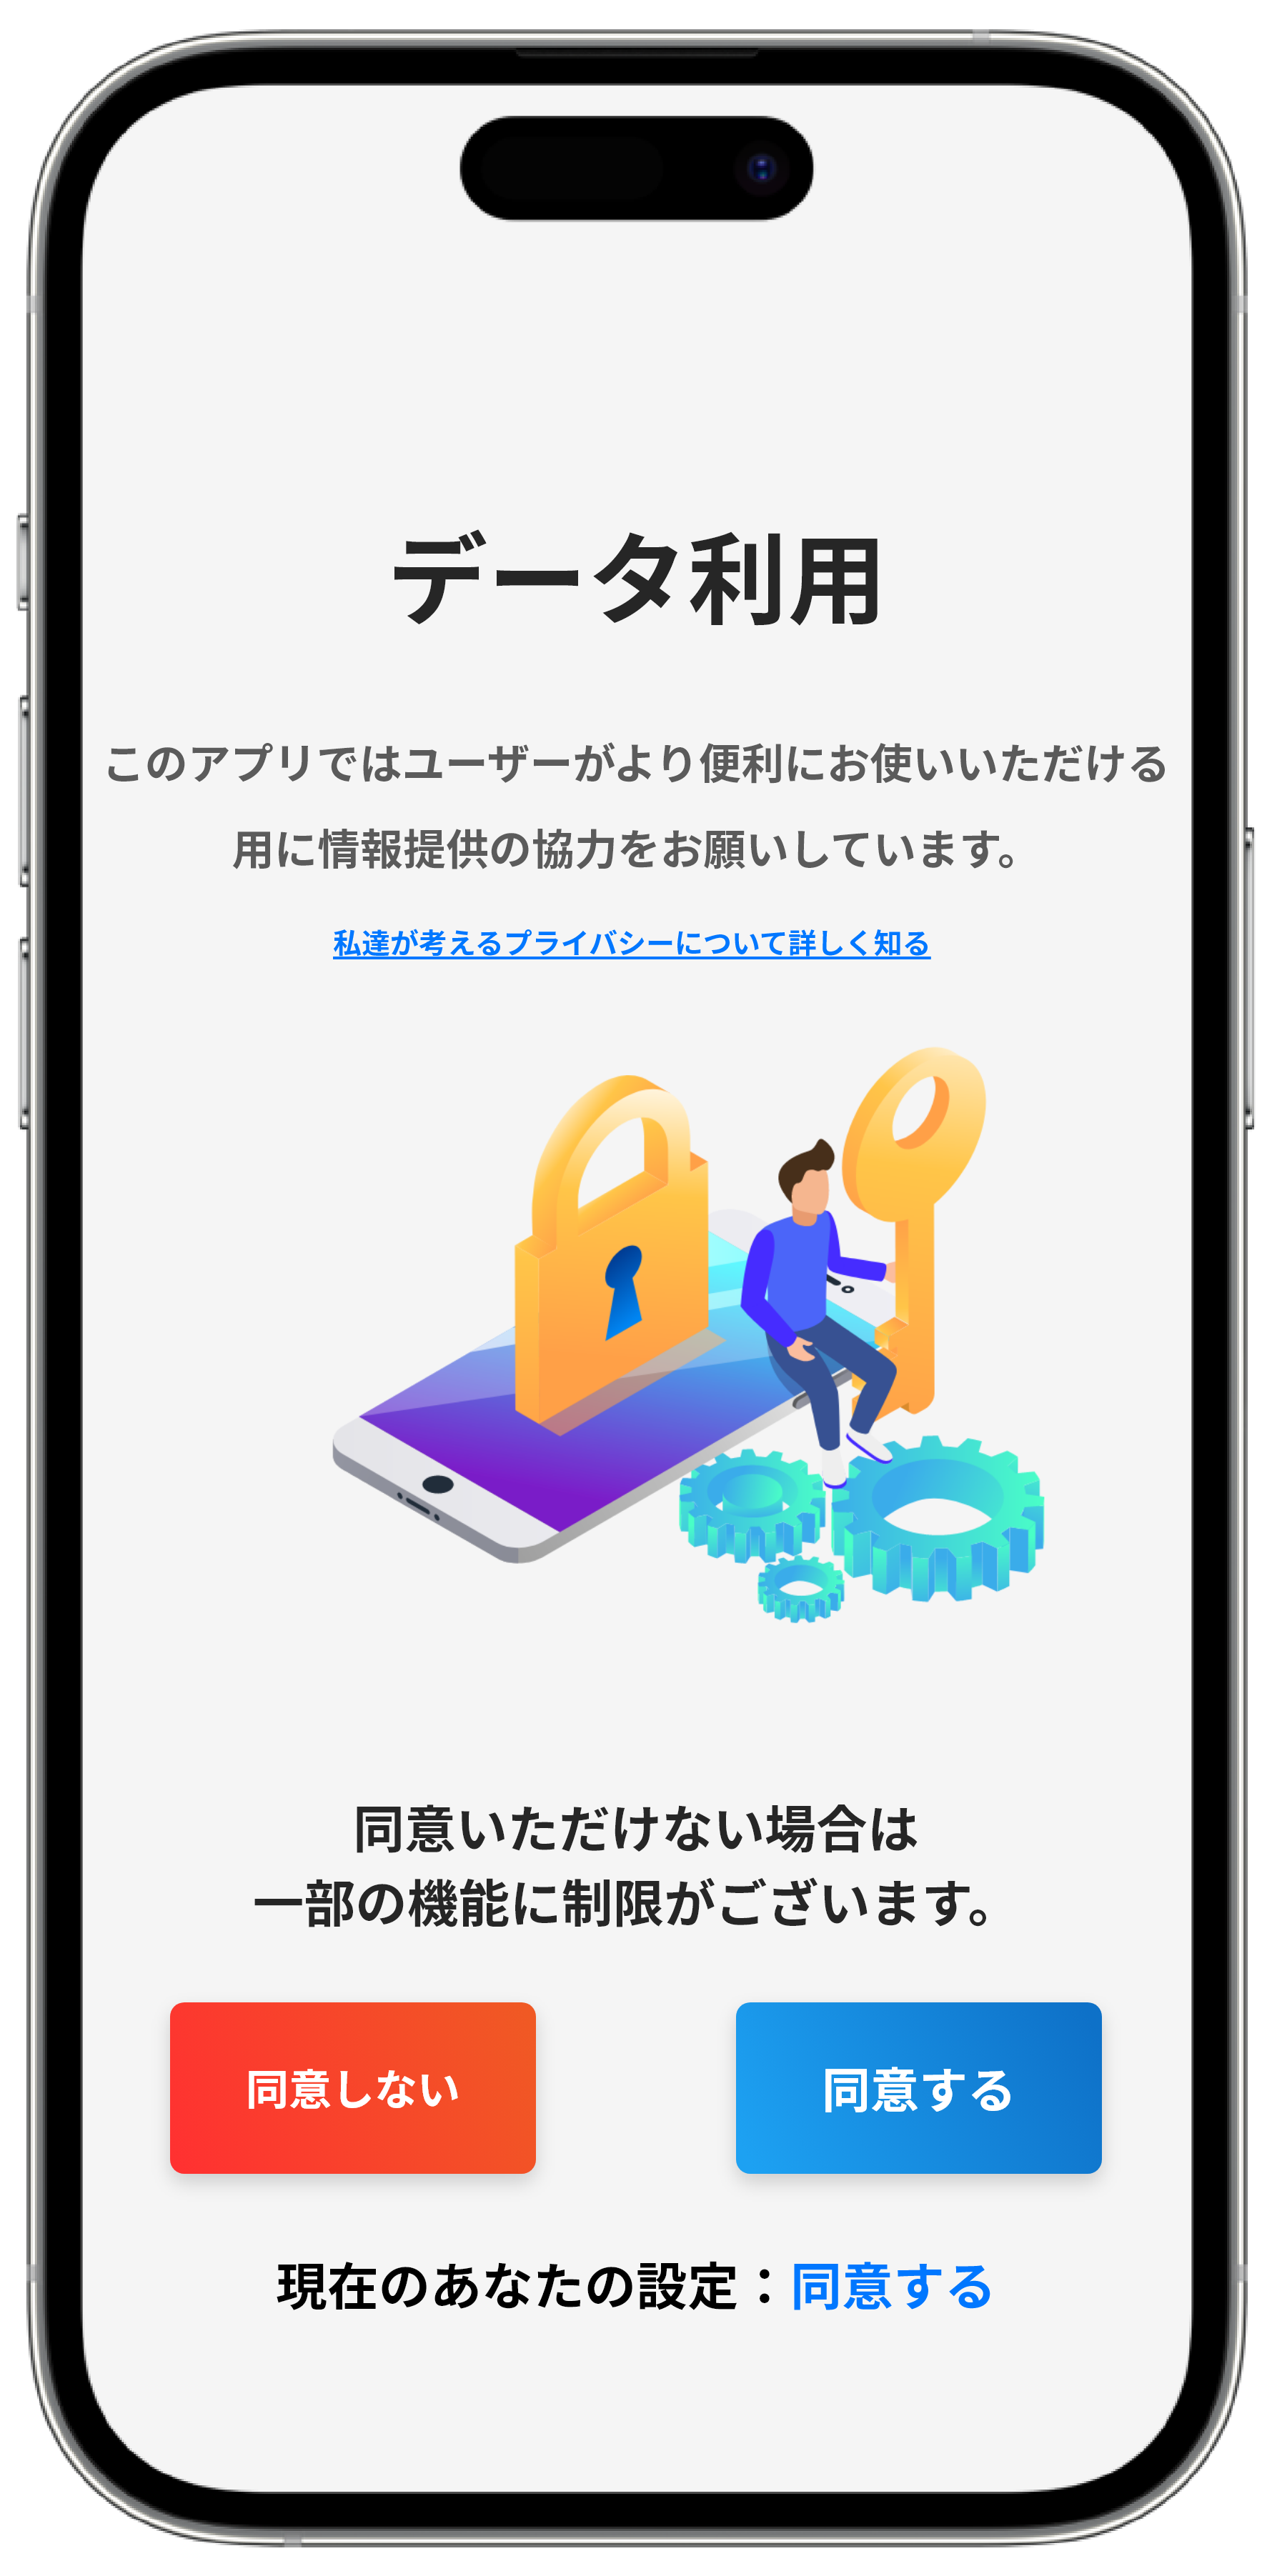 データ利用
このアプリではユーザーがより便利にお使いいただける
用に情報提供の協力をお願いしています。
私達が考えるプライバシーについて詳しく知る
同意いただけない場合は
一部の機能に制限がございます。
同意しない
同意する
現在のあなたの設定：同意する